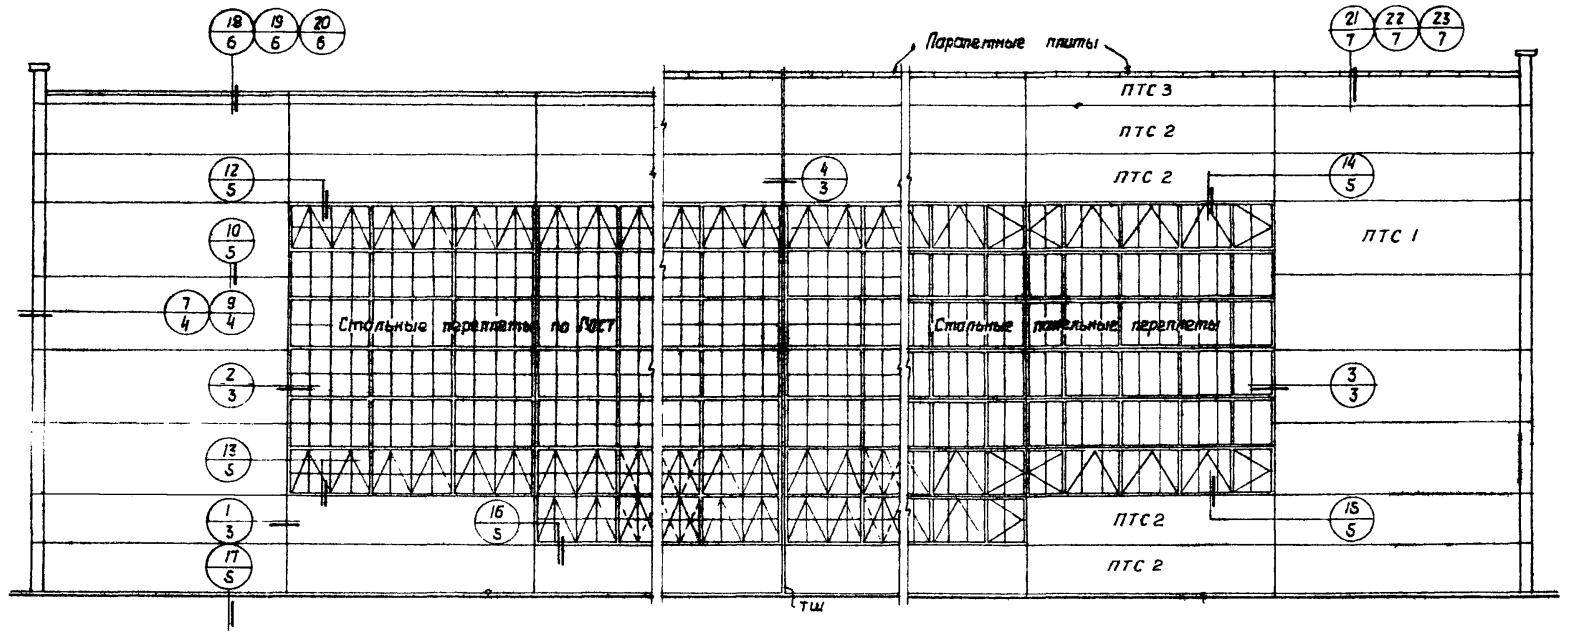 18 19 20
6 6 6
21 22 23
7 7 7
Парапетные плиты
ПТС 3
ПТС 2
12
5
4
3
ПТС 2
14
5
10
5
ПТС 1
7 9
4 4
Стальные переплеты по ГОСТ
Стальные панельные переплеты
2
3
3
3
13
5
1
3
16
5
ПТС 2
15
5
17
5
ПТС 2
ТШ